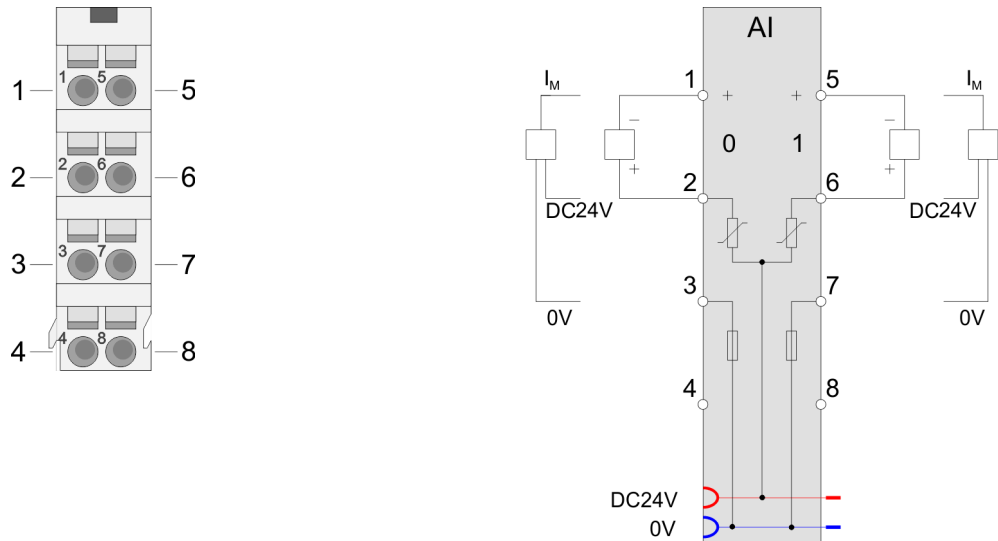 1 1 5 5
2 2 6 6
3 3 7 7
4 4 8 8
AI
I_M 1 + + 5 I_M
− 0 1 −
+ +
2 6
DC24V DC24V
3 7
0V 0V
4 8
DC24V
0V